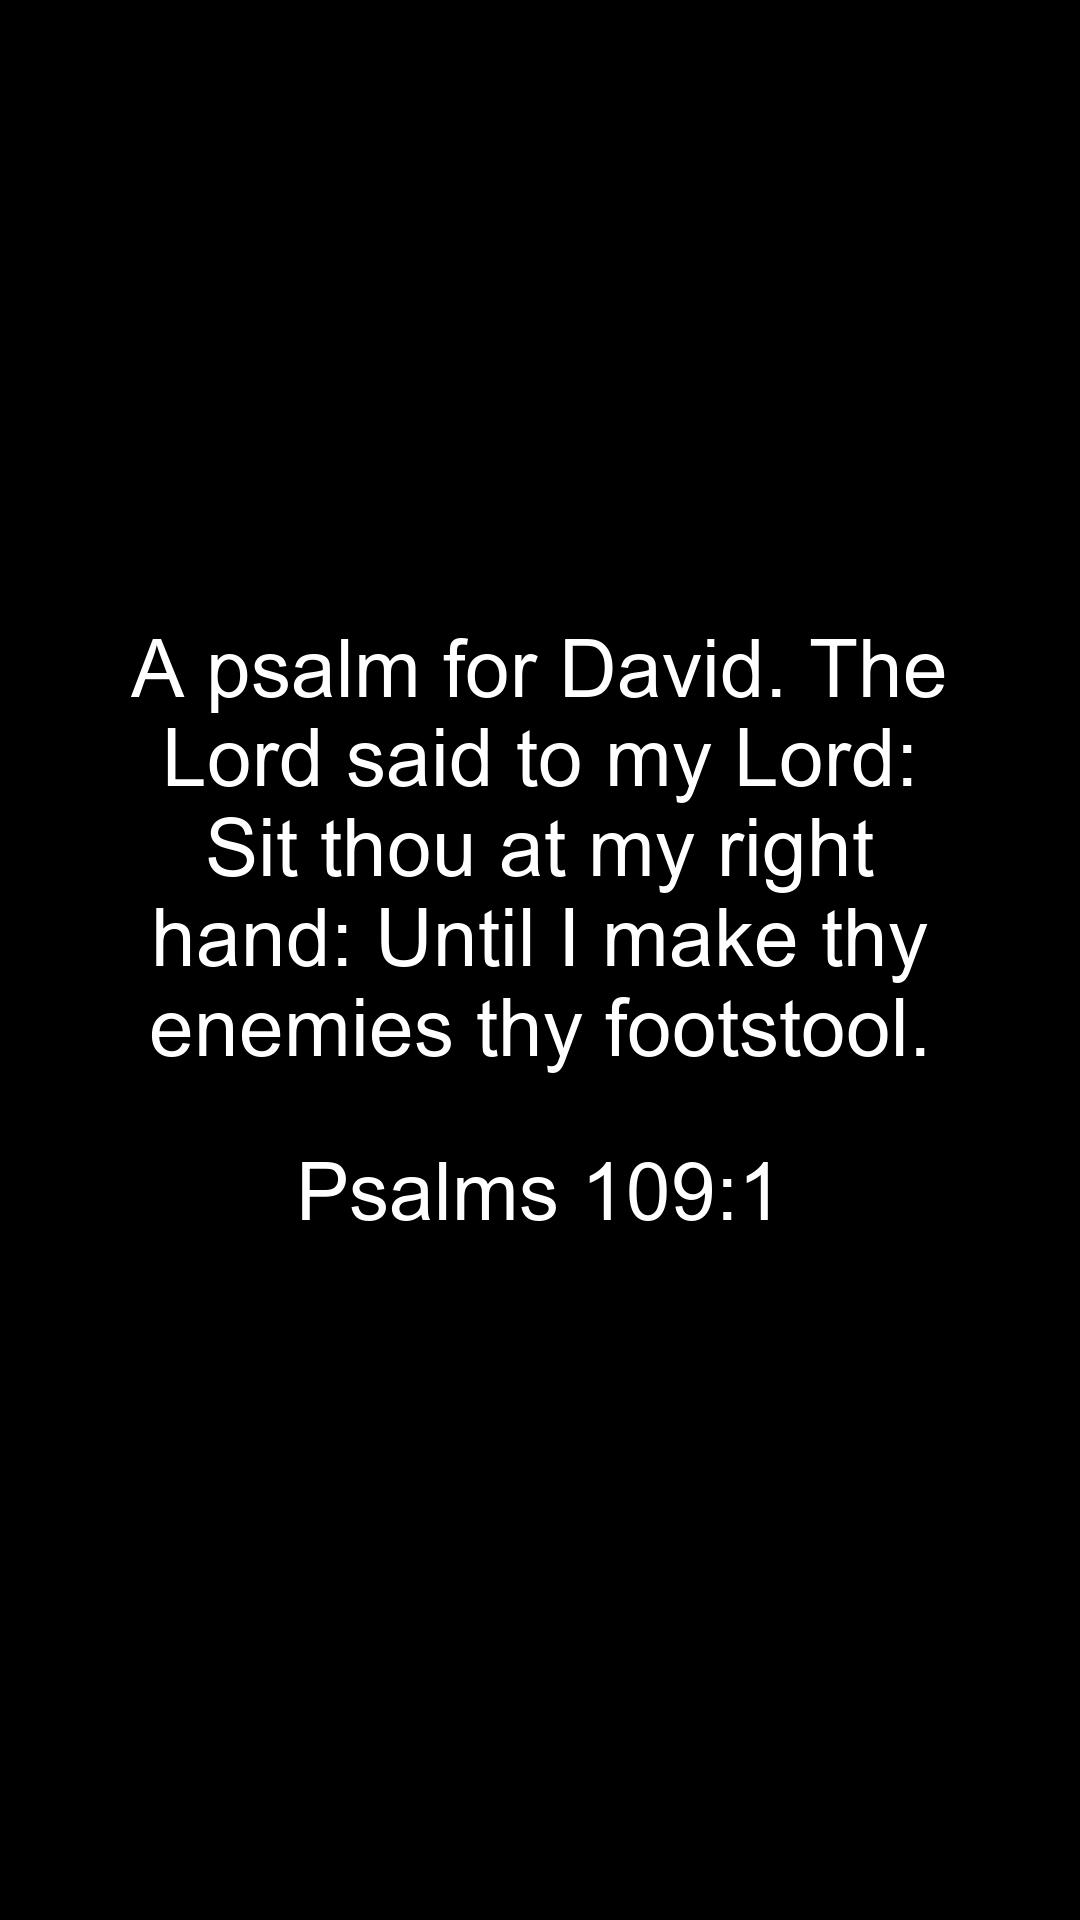 A psalm for David. The
Lord said to my Lord:
Sit thou at my right
hand: Until I make thy
enemies thy footstool.
Psalms 109:1